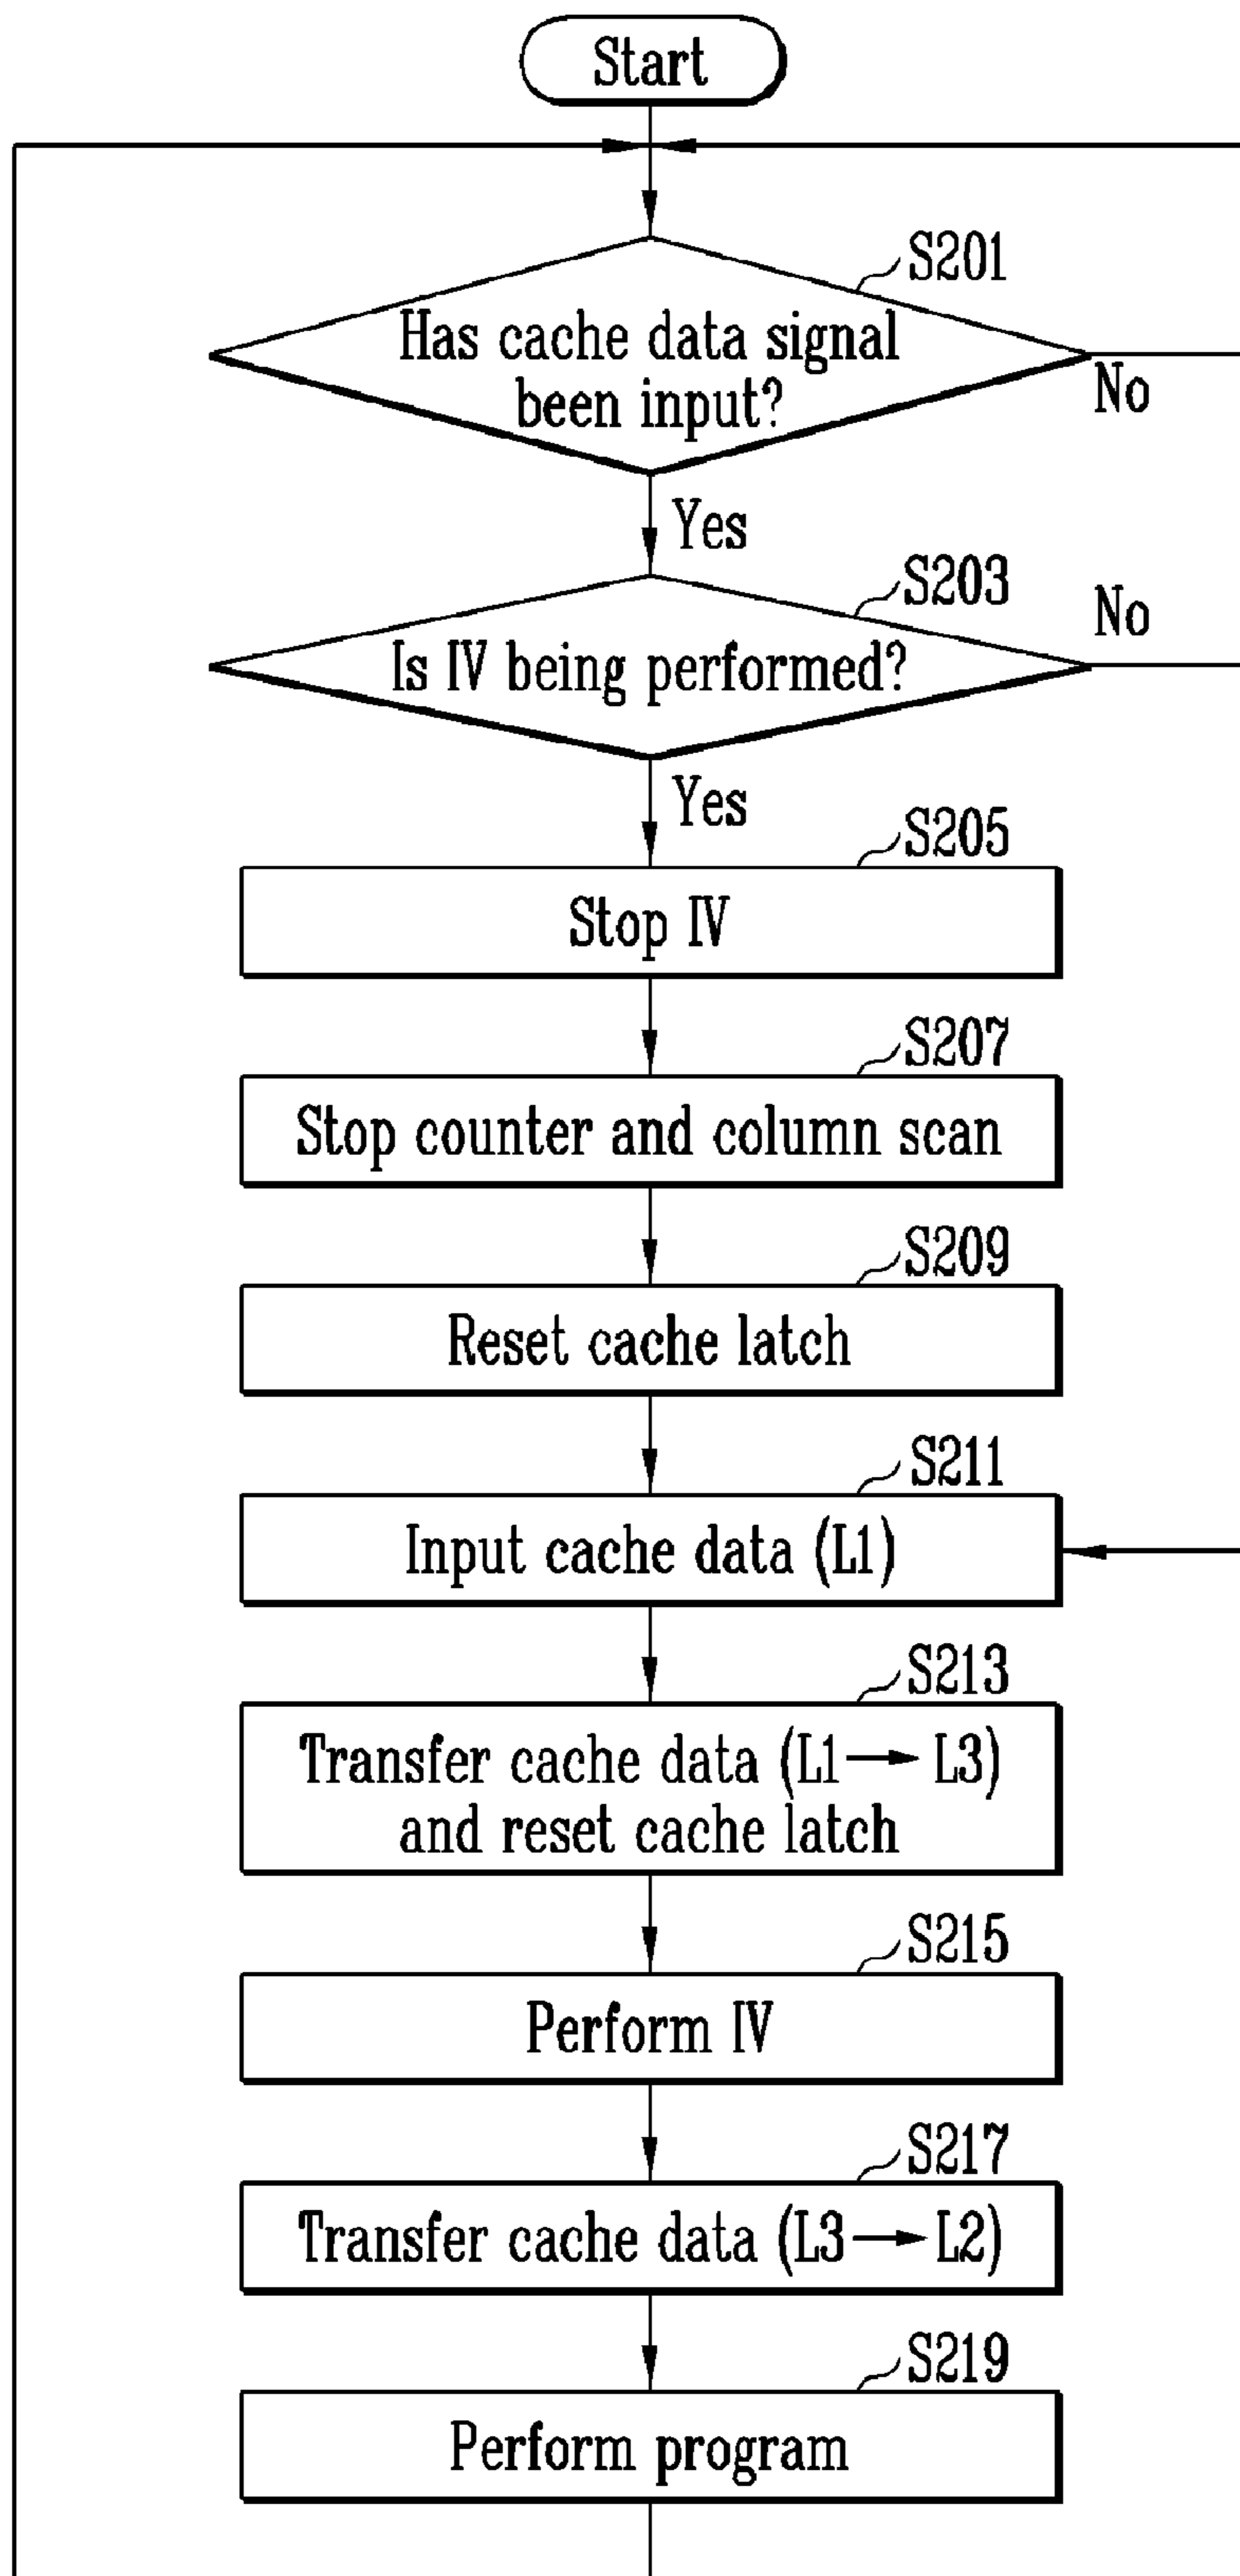 Start
S201
Has cache data signal
been input?
No
Yes
S203
No
Is IV being performed?
Yes
S205
Stop IV
S207
Stop counter and column scan
S209
Reset cache latch
S211
Input cache data (L1)
S213
Transfer cache data (L1 → L3)
and reset cache latch
S215
Perform IV
S217
Transfer cache data (L3 → L2)
S219
Perform program